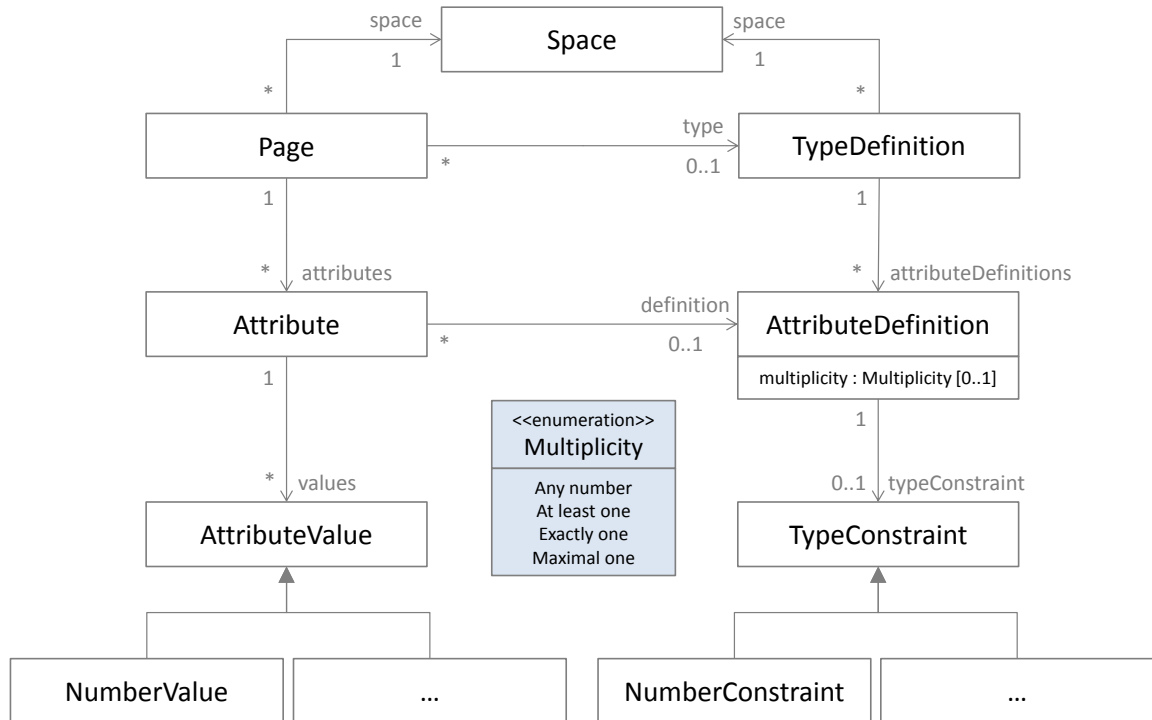 space
Space
space
1
1
*
*
Page
type
TypeDefinition
*
0..1
1
1
*
attributes
*
attributeDefinitions
Attribute
definition
AttributeDefinition
*
0..1
multiplicity : Multiplicity [0..1]
1
1
<<enumeration>>
Multiplicity
Any number
At least one
Exactly one
Maximal one
*
values
0..1
typeConstraint
AttributeValue
TypeConstraint
NumberValue
...
NumberConstraint
...